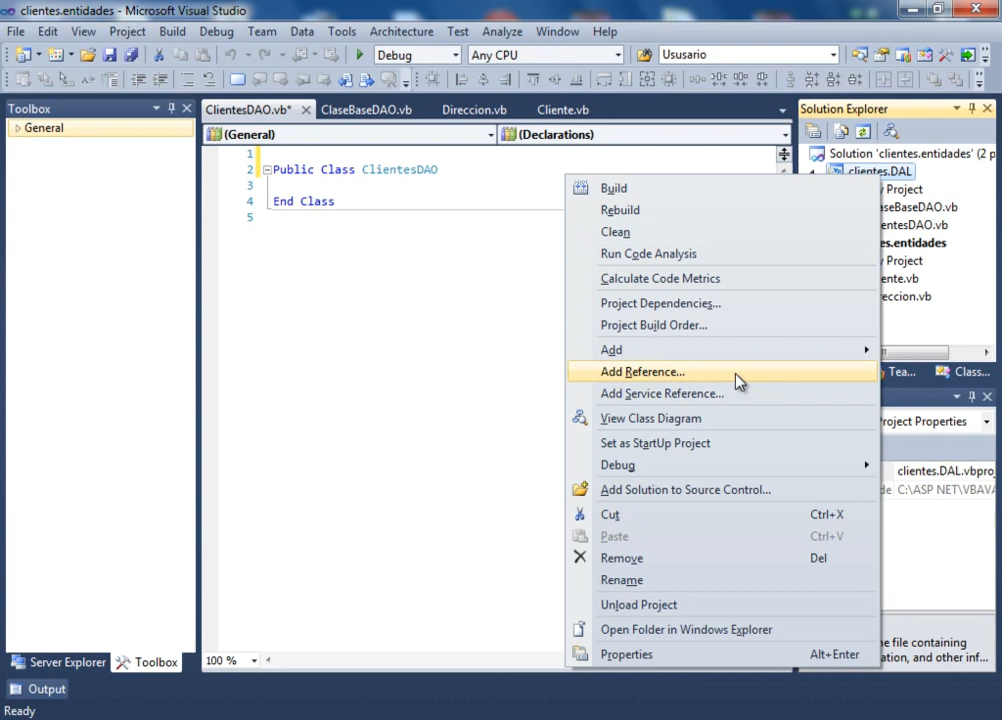 clientes.entidades - Microsoft Visual Studio
File Edit View Project Build Debug Team Data Tools Architecture Test Analyze Window Help
Debug Any CPU Ususario
Toolbox
General
ClientesDAO.vb* ClaseBaseDAO.vb Direccion.vb Cliente.vb
(General) (Declarations)
1
2 Public Class ClientesDAO
3
4 End Class
5
Build
Rebuild
Clean
Run Code Analysis
Calculate Code Metrics
Project Dependencies...
Project Build Order...
Add
Add Reference...
Add Service Reference...
View Class Diagram
Set as StartUp Project
Debug
Add Solution to Source Control...
Cut Ctrl+X
Paste Ctrl+V
Remove Del
Rename
Unload Project
Open Folder in Windows Explorer
Properties Alt+Enter
Solution Explorer
Solution 'clientes.entidades' (2 p
clientes.DAL
y Project
aseBaseDAO.vb
entesDAO.vb
es.entidades
y Project
ente.vb
reccion.vb
Tea... Class...
roject Properties
clientes.DAL.vbproj
de C:\ASP NET\VBAVA
he file containing
ation, and other inf...
100 %
Server Explorer Toolbox
Output
Ready